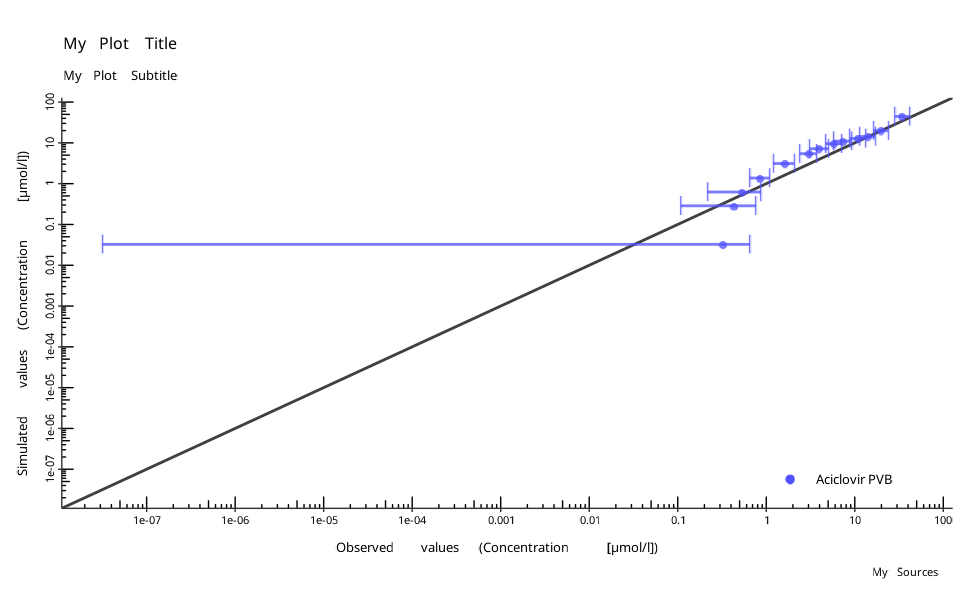 My Plot Title
My Plot Subtitle
Simulated values (Concentration [µmol/l])
100
10
1
0.1
0.01
0.001
1e-04
1e-05
1e-06
1e-07
Aciclovir PVB
1e-07 1e-06 1e-05 1e-04 0.001 0.01 0.1 1 10 100
Observed values (Concentration [µmol/l])
My Sources